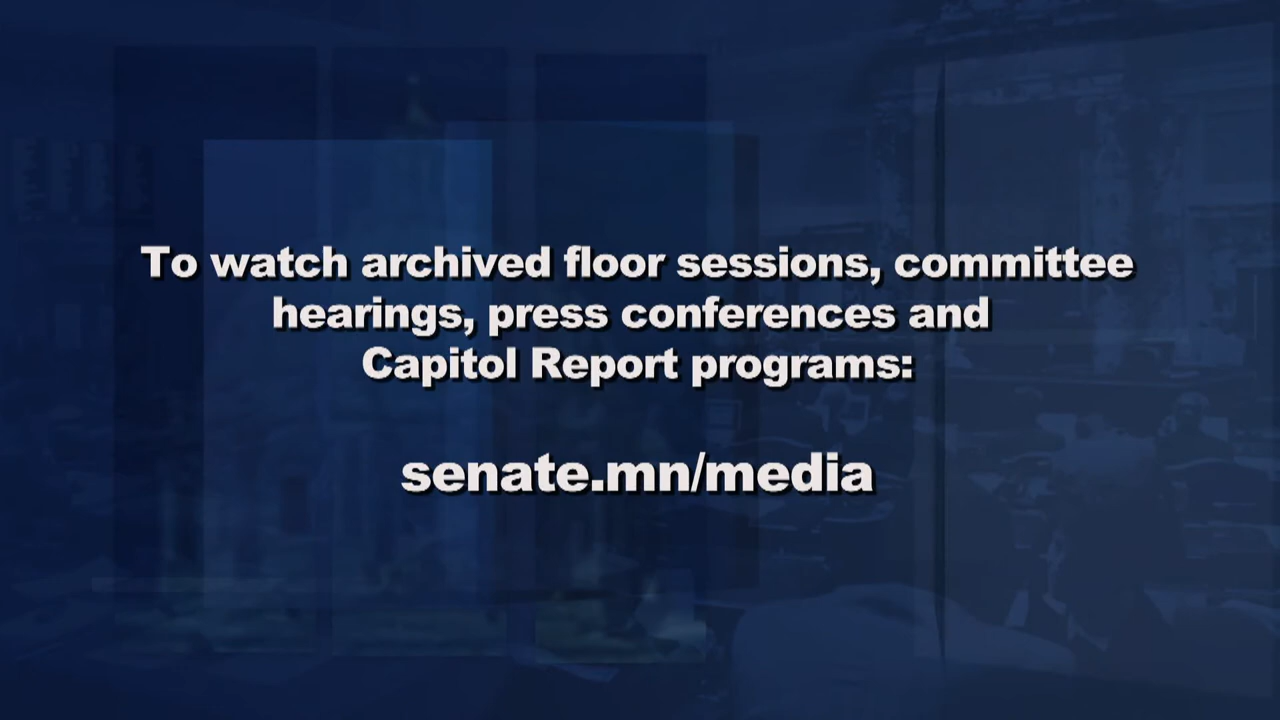 To watch archived floor sessions, committee
hearings, press conferences and
Capitol Report programs:
senate.mn/media